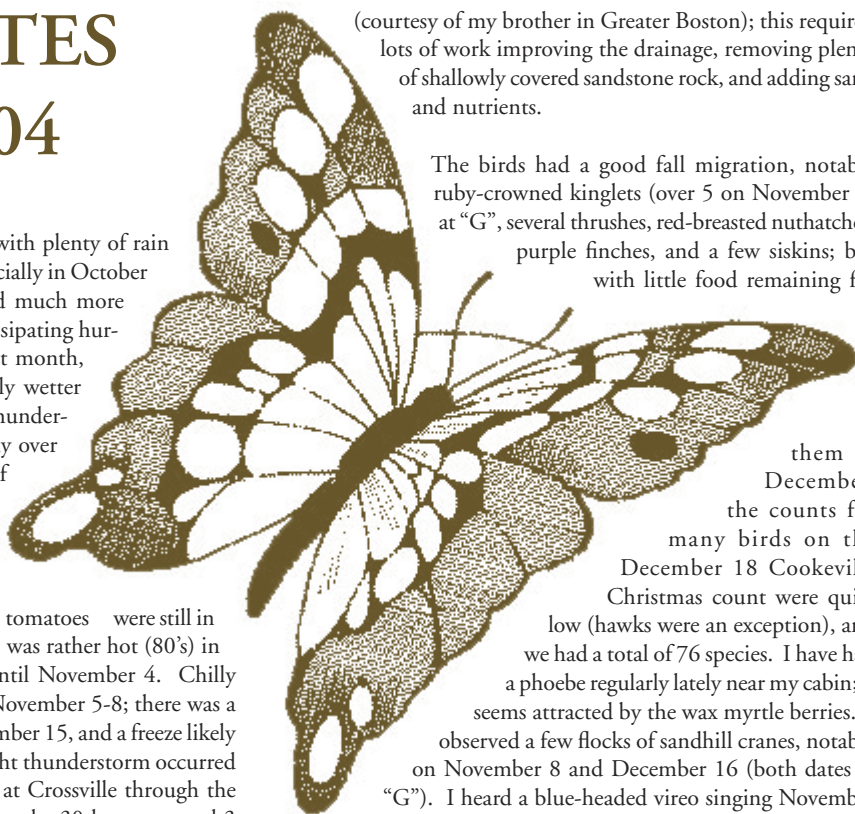 TES
04
with plenty of rain
cially in October
d much more
sipating hur-
t month,
ly wetter
hunder-
y over
f
tomatoes were still in
was rather hot (80’s) in
ntil November 4. Chilly
November 5-8; there was a
mber 15, and a freeze likely
ht thunderstorm occurred
at Crossville through the
(courtesy of my brother in Greater Boston); this require
lots of work improving the drainage, removing plen
of shallowly covered sandstone rock, and adding san
and nutrients.
The birds had a good fall migration, notab
ruby-crowned kinglets (over 5 on November
at “G”, several thrushes, red-breasted nuthatche
purple finches, and a few siskins; b
with little food remaining f
them
Decembe
the counts f
many birds on th
December 18 Cookevil
Christmas count were qui
low (hawks were an exception), an
we had a total of 76 species. I have ha
a phoebe regularly lately near my cabin;
seems attracted by the wax myrtle berries.
observed a few flocks of sandhill cranes, notab
on November 8 and December 16 (both dates
“G”). I heard a blue-headed vireo singing Novemb